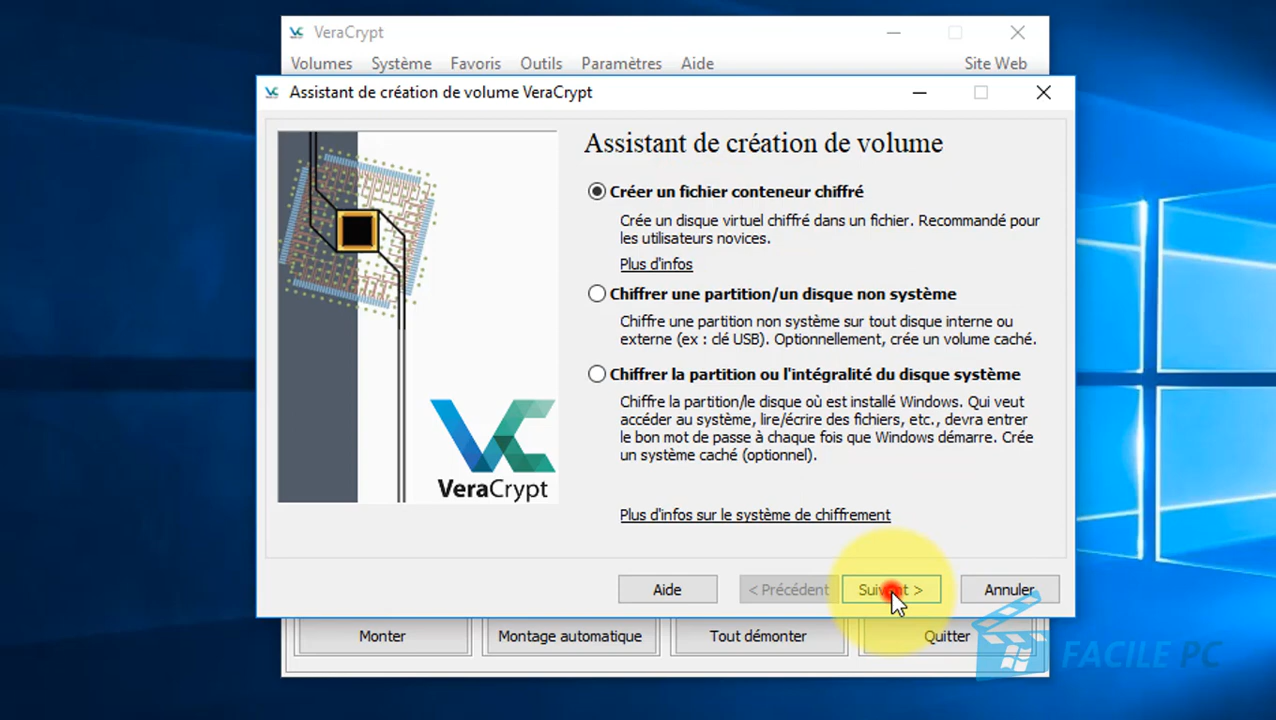 VeraCrypt
Volumes Système Favoris Outils Paramètres Aide Site Web
Assistant de création de volume VeraCrypt
Assistant de création de volume
Créer un fichier conteneur chiffré
Crée un disque virtuel chiffré dans un fichier. Recommandé pour
les utilisateurs novices.
Plus d'infos
Chiffrer une partition/un disque non système
Chiffre une partition non système sur tout disque interne ou
externe (ex : clé USB). Optionnellement, crée un volume caché.
Chiffrer la partition ou l'intégralité du disque système
Chiffre la partition/le disque où est installé Windows. Qui veut
accéder au système, lire/écrire des fichiers, etc., devra entrer
le bon mot de passe à chaque fois que Windows démarre. Crée
un système caché (optionnel).
VeraCrypt
Plus d'infos sur le système de chiffrement
Aide < Précédent Suivant > Annuler
Monter Montage automatique Tout démonter Quitter
FACILE PC